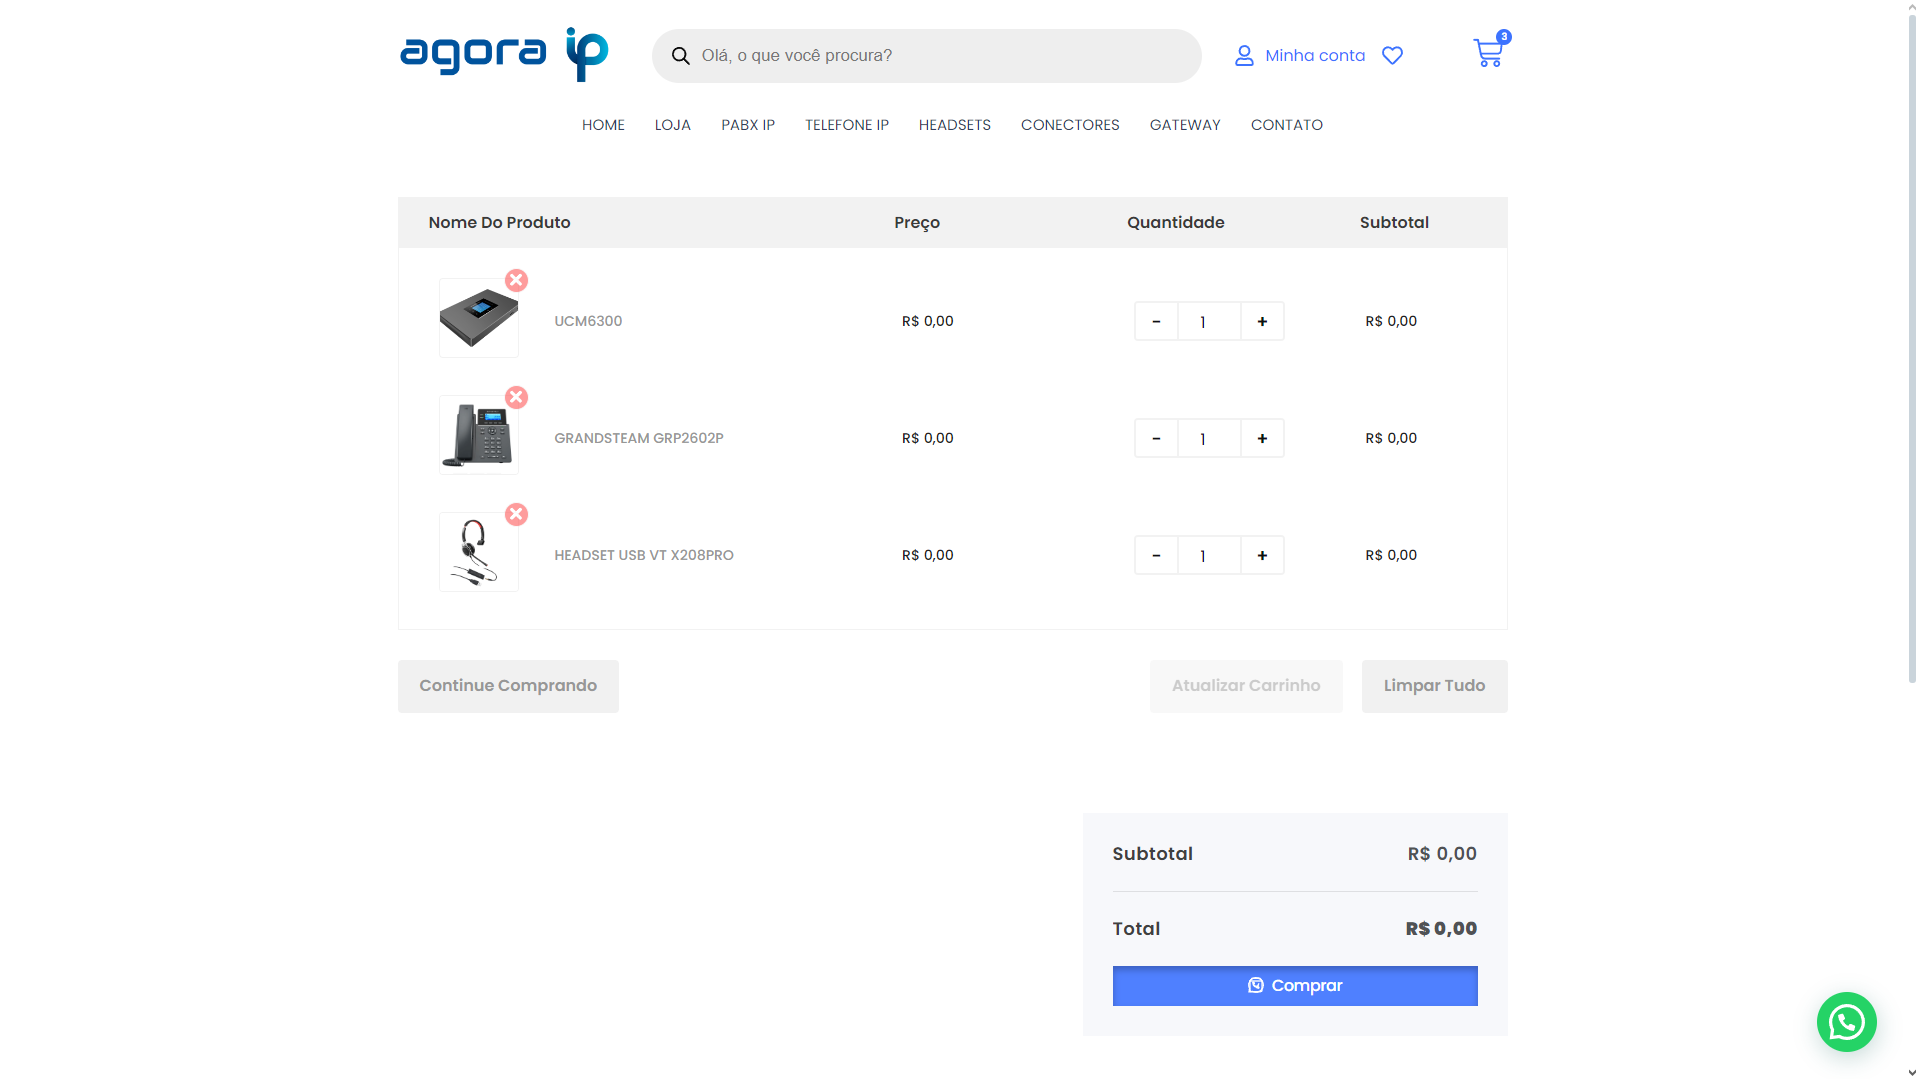 agora ip
Olá, o que você procura?
Minha conta
3
HOME LOJA PABX IP TELEFONE IP HEADSETS CONECTORES GATEWAY CONTATO
Nome Do Produto Preço Quantidade Subtotal
UCM6300 R$ 0,00 - 1 + R$ 0,00
GRANDSTEAM GRP2602P R$ 0,00 - 1 + R$ 0,00
HEADSET USB VT X208PRO R$ 0,00 - 1 + R$ 0,00
Continue Comprando Atualizar Carrinho Limpar Tudo
Subtotal R$ 0,00
Total R$ 0,00
Comprar